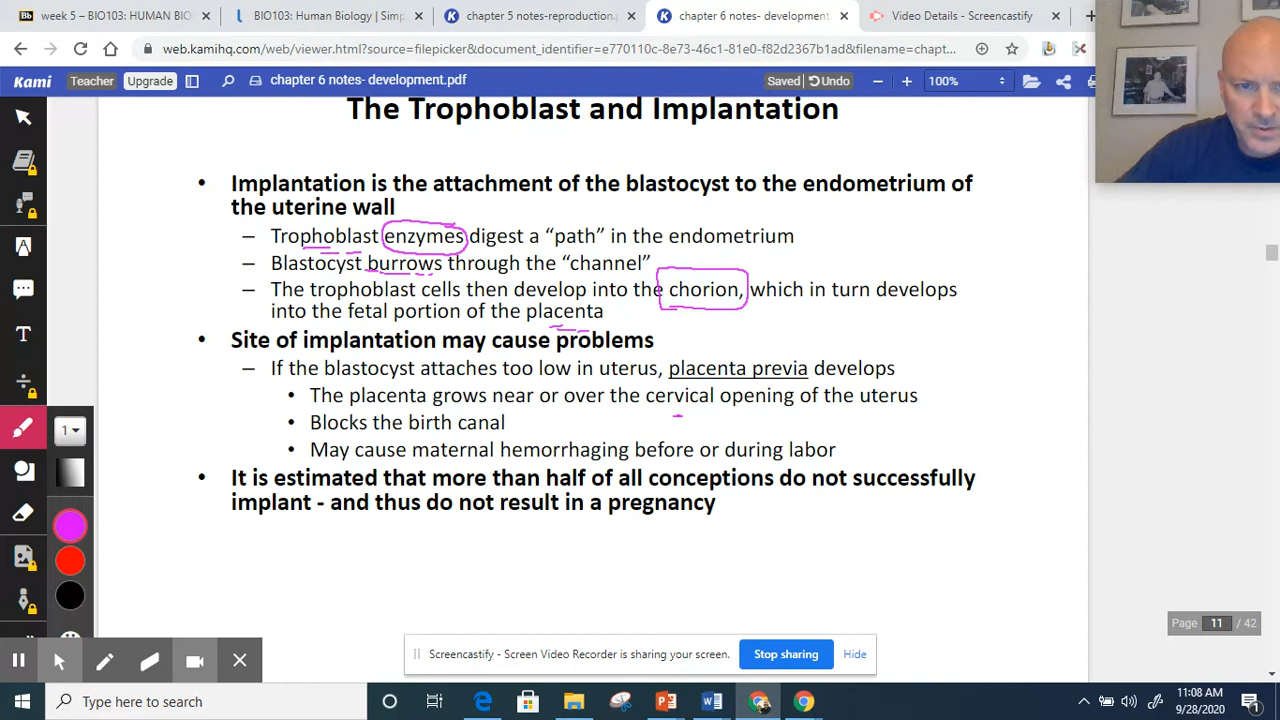 week 5 – BIO103: HUMAN BIO
BIO103: Human Biology | Simp
chapter 5 notes-reproduction.p
chapter 6 notes- development
Video Details - Screencastify
web.kamihq.com/web/viewer.html?source=filepicker&document_identifier=e770110c-8e73-46c1-81e0-f82d2367b1ad&filename=chapt...
Kami Teacher Upgrade chapter 6 notes- development.pdf Saved Undo 100%
The Trophoblast and Implantation
• Implantation is the attachment of the blastocyst to the endometrium of
the uterine wall
– Trophoblast enzymes digest a “path” in the endometrium
– Blastocyst burrows through the “channel”
– The trophoblast cells then develop into the chorion, which in turn develops
into the fetal portion of the placenta
• Site of implantation may cause problems
– If the blastocyst attaches too low in uterus, placenta previa develops
• The placenta grows near or over the cervical opening of the uterus
• Blocks the birth canal
• May cause maternal hemorrhaging before or during labor
• It is estimated that more than half of all conceptions do not successfully
implant - and thus do not result in a pregnancy
1
Page 11 / 42
Screencastify - Screen Video Recorder is sharing your screen. Stop sharing Hide
Type here to search
11:08 AM
9/28/2020